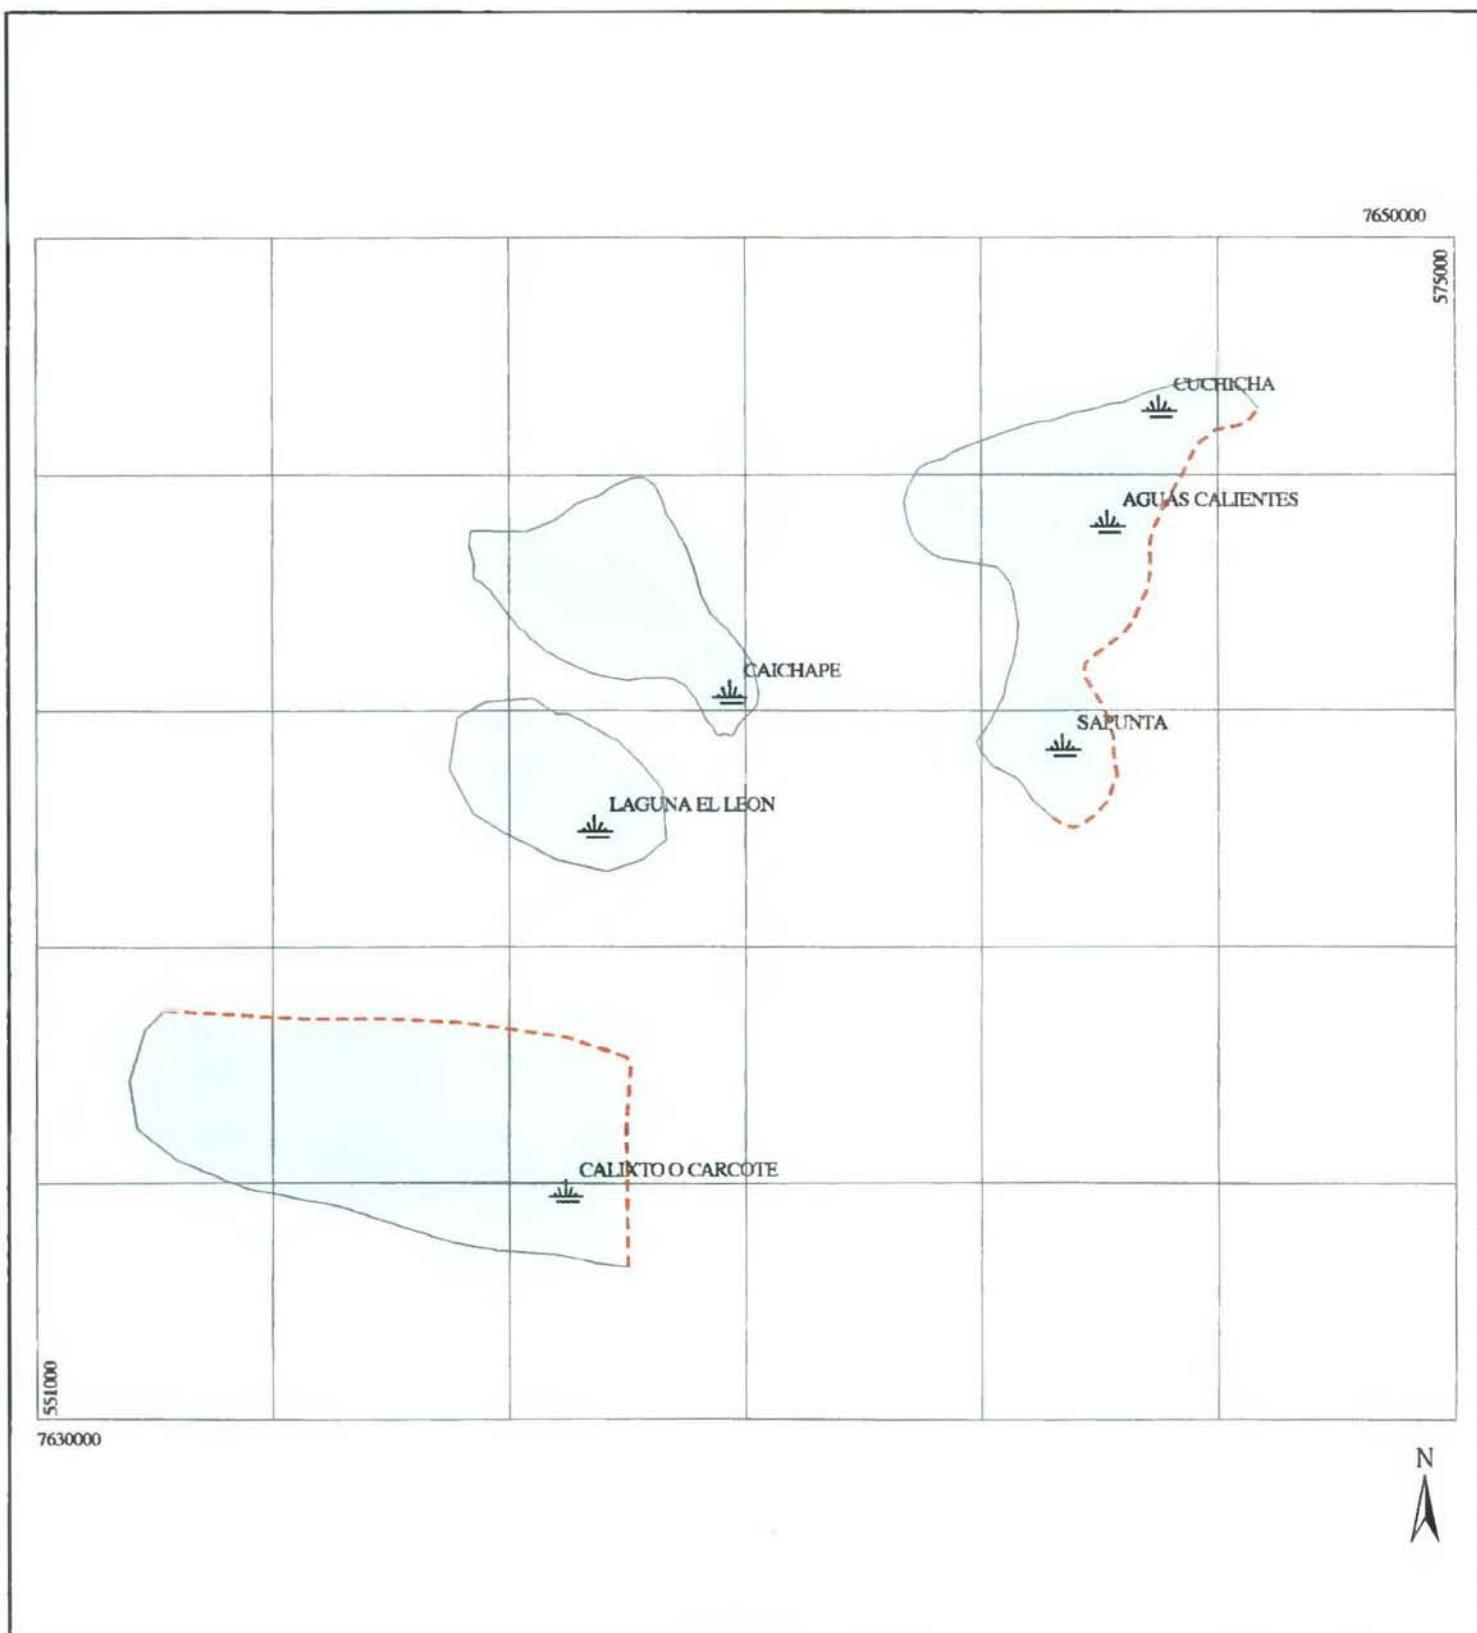 7650000
575000
CUCHICHA
AGUAS CALIENTES
CAICHAPE
SAPUNTA
LAGUNA EL LEON
CALIXTO O CARCOTE
551000
7630000
N